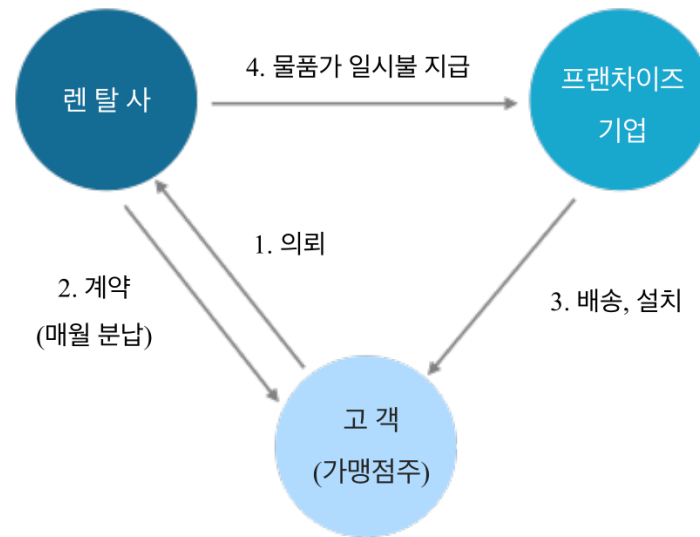 4. 물품가 일시불 지급
렌 탈 사
프랜차이즈
기업
1. 의뢰
2. 계약
(매월 분납)
3. 배송, 설치
고 객
(가맹점주)